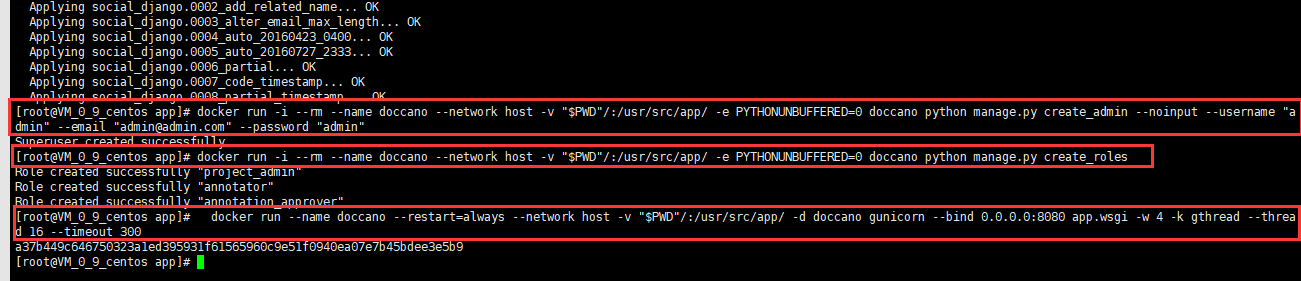 Applying social_django.0002_add_related_name... OK
Applying social_django.0003_alter_email_max_length... OK
Applying social_django.0004_auto_20160423_0400... OK
Applying social_django.0005_auto_20160727_2333... OK
Applying social_django.0006_partial... OK
Applying social_django.0007_code_timestamp... OK
Applying social_django.0008_partial_timestamp... OK
[root@VM_0_9_centos app]# docker run -i --rm --name doccano --network host -v "$PWD"/:/usr/src/app/ -e PYTHONUNBUFFERED=0 doccano python manage.py create_admin --noinput --username "a
dmin" --email "admin@admin.com" --password "admin"
Superuser created successfully
[root@VM_0_9_centos app]# docker run -i --rm --name doccano --network host -v "$PWD"/:/usr/src/app/ -e PYTHONUNBUFFERED=0 doccano python manage.py create_roles
Role created successfully "project_admin"
Role created successfully "annotator"
Role created successfully "annotation_approver"
[root@VM_0_9_centos app]#   docker run --name doccano --restart=always --network host -v "$PWD"/:/usr/src/app/ -d doccano gunicorn --bind 0.0.0.0:8080 app.wsgi -w 4 -k gthread --threa
d 16 --timeout 300
a37b449c646750323a1ed395931f61565960c9e51f0940ea07e7b45bdee3e5b9
[root@VM_0_9_centos app]#